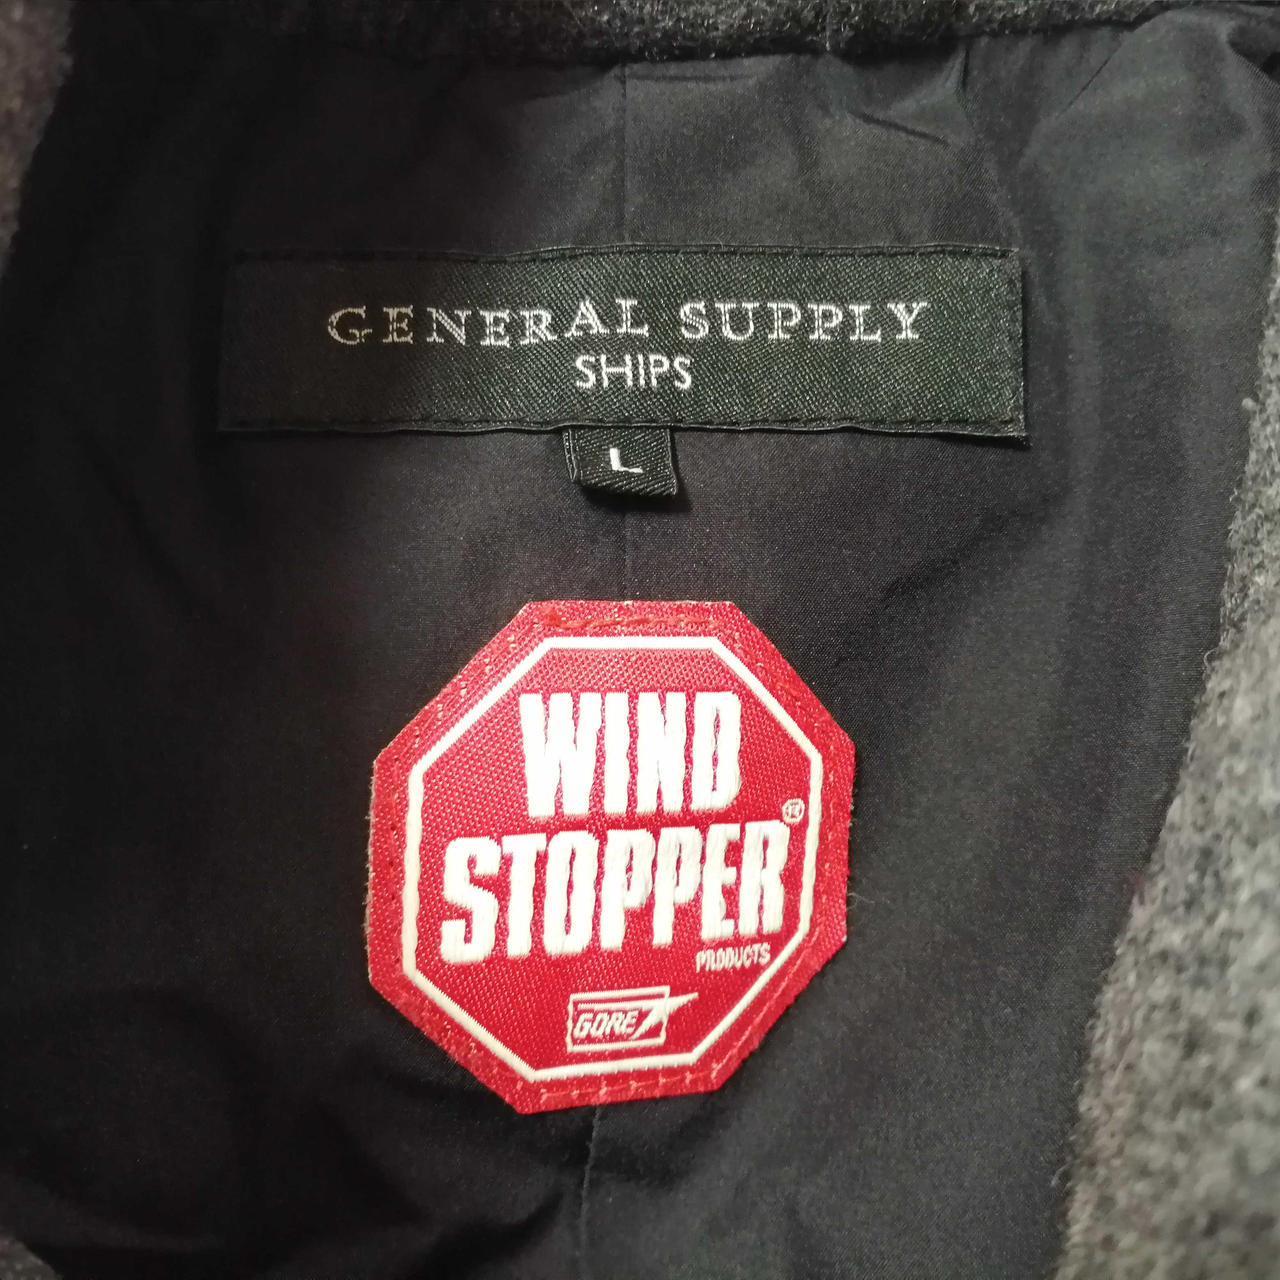 GENERAL SUPPLY
SHIPS
L
WIND
STOPPER®
PRODUCTS
GORE